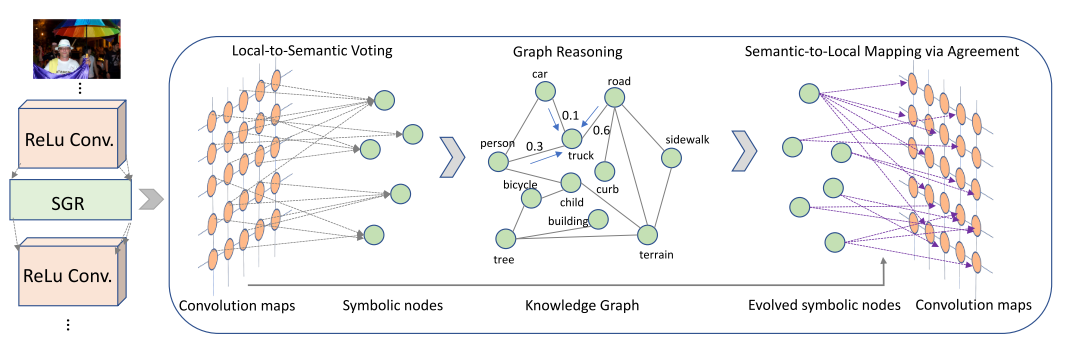 Local-to-Semantic Voting
Graph Reasoning
Semantic-to-Local Mapping via Agreement
ReLu Conv.
SGR
ReLu Conv.
car
road
0.1
0.6
person
0.3
truck
sidewalk
bicycle
curb
child
building
tree
terrain
Convolution maps
Symbolic nodes
Knowledge Graph
Evolved symbolic nodes
Convolution maps